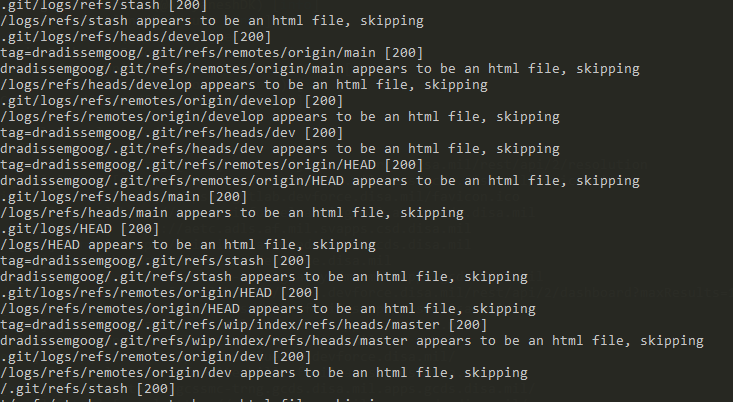 .git/logs/refs/stash [200]
/logs/refs/stash appears to be an html file, skipping
.git/logs/refs/heads/develop [200]
tag=dradissemgoog/.git/refs/remotes/origin/main [200]
dradissemgoog/.git/refs/remotes/origin/main appears to be an html file, skipping
/logs/refs/heads/develop appears to be an html file, skipping
.git/logs/refs/remotes/origin/develop [200]
/logs/refs/remotes/origin/develop appears to be an html file, skipping
tag=dradissemgoog/.git/refs/heads/dev [200]
dradissemgoog/.git/refs/heads/dev appears to be an html file, skipping
tag=dradissemgoog/.git/refs/remotes/origin/HEAD [200]
dradissemgoog/.git/refs/remotes/origin/HEAD appears to be an html file, skipping
.git/logs/refs/heads/main [200]
/logs/refs/heads/main appears to be an html file, skipping
.git/logs/HEAD [200]
/logs/HEAD appears to be an html file, skipping
tag=dradissemgoog/.git/refs/stash [200]
dradissemgoog/.git/refs/stash appears to be an html file, skipping
.git/logs/refs/remotes/origin/HEAD [200]
/logs/refs/remotes/origin/HEAD appears to be an html file, skipping
tag=dradissemgoog/.git/refs/wip/index/refs/heads/master [200]
dradissemgoog/.git/refs/wip/index/refs/heads/master appears to be an html file, skipping
.git/logs/refs/remotes/origin/dev [200]
/logs/refs/remotes/origin/dev appears to be an html file, skipping
/.git/refs/stash [200]